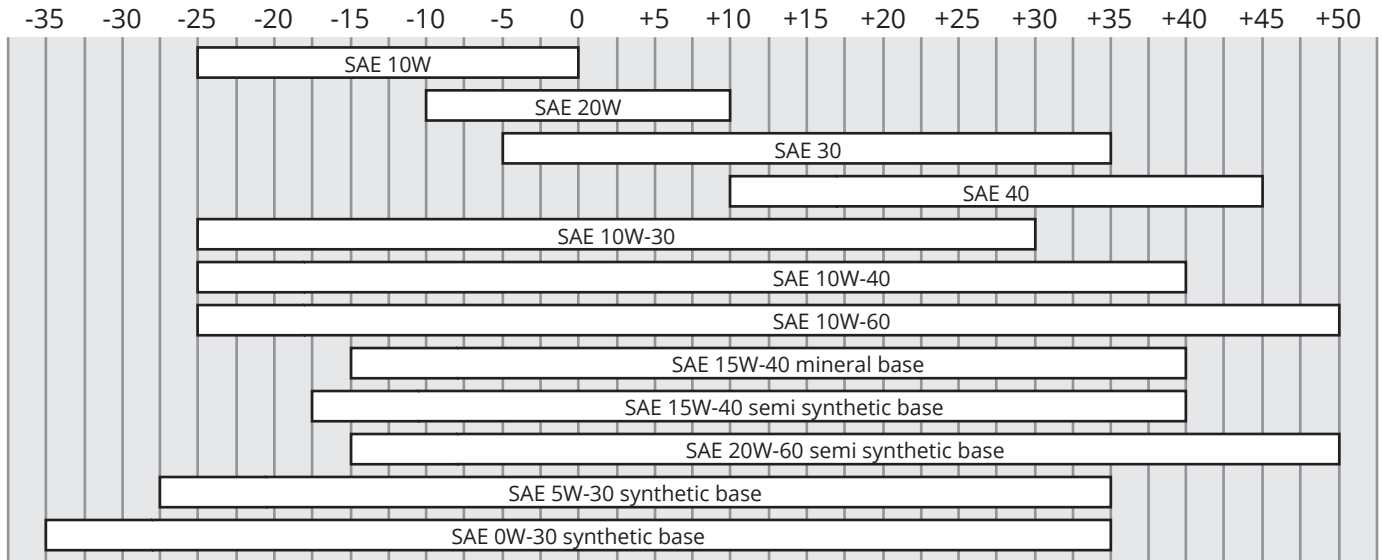 -35 -30 -25 -20 -15 -10 -5 0 +5 +10 +15 +20 +25 +30 +35 +40 +45 +50
SAE 10W
SAE 20W
SAE 30
SAE 40
SAE 10W-30
SAE 10W-40
SAE 10W-60
SAE 15W-40 mineral base
SAE 15W-40 semi synthetic base
SAE 20W-60 semi synthetic base
SAE 5W-30 synthetic base
SAE 0W-30 synthetic base